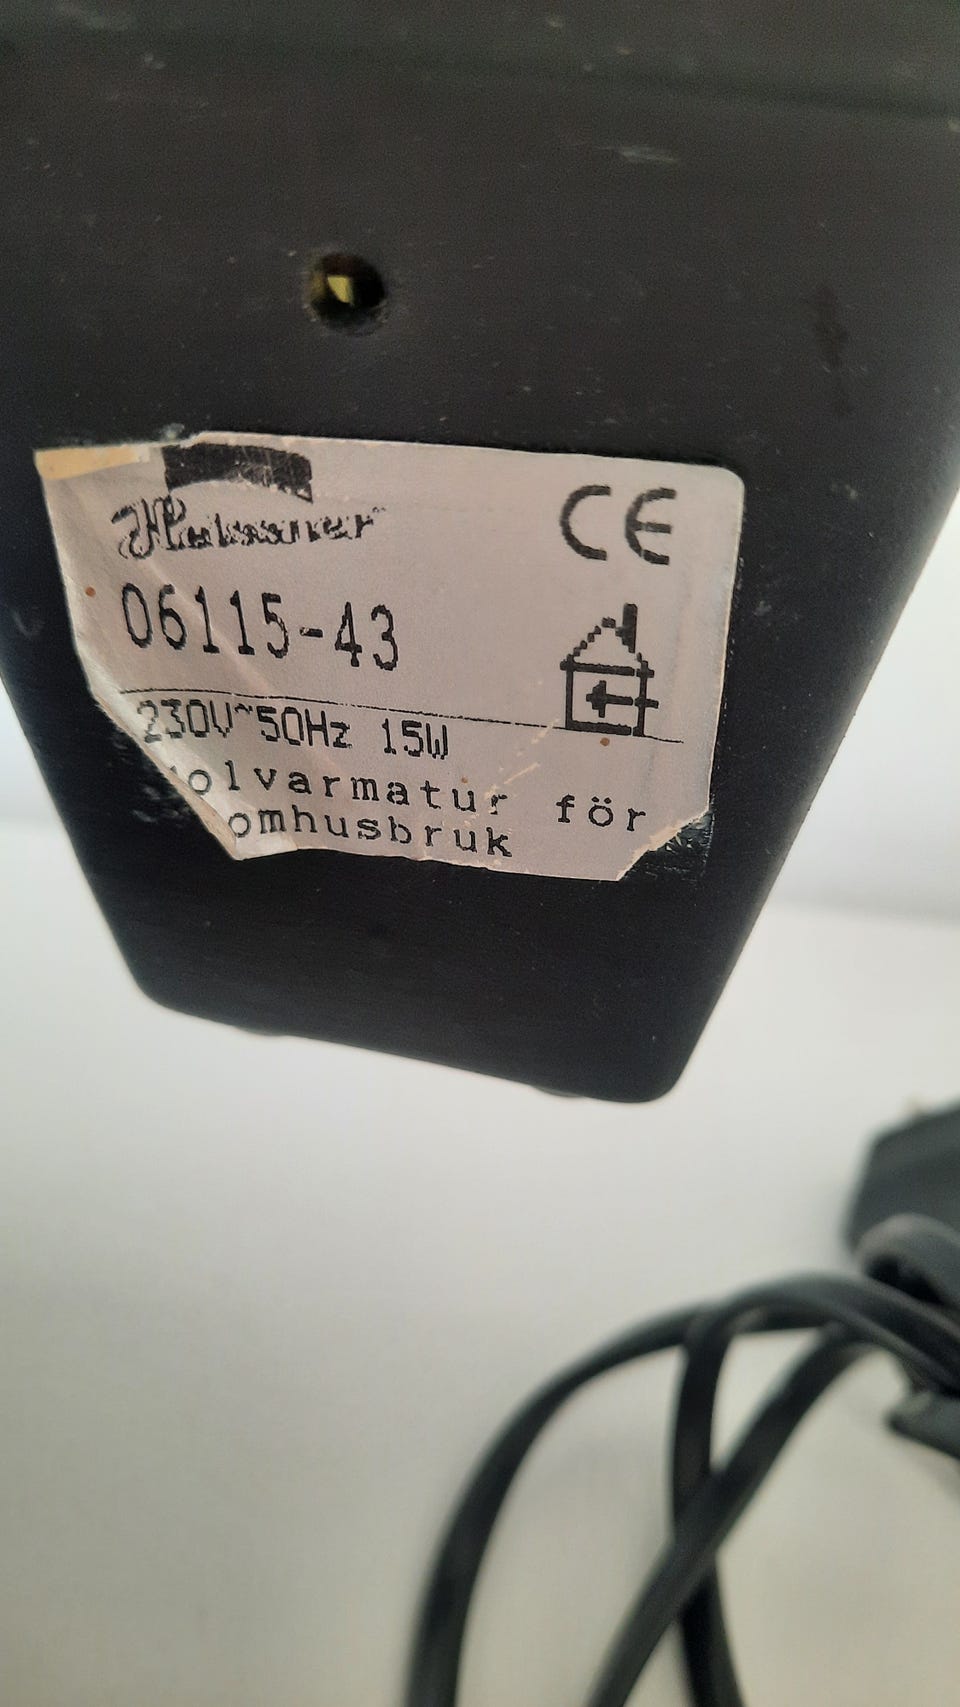 CE
06115-43
230V~50Hz 15W
olvarmatur för
omhusbruk